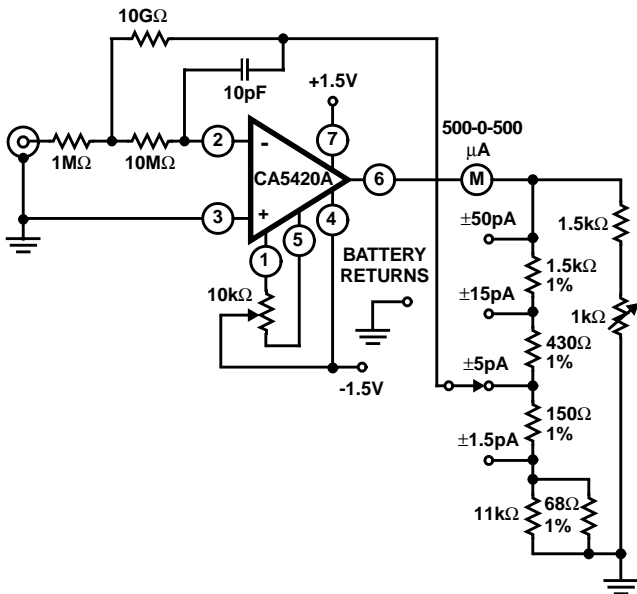 10GΩ
10pF
+1.5V
500-0-500
µA
1MΩ
10MΩ
2
-
7
CA5420A
6
M
3
+
4
5
1
±50pA
1.5kΩ
1.5kΩ
1%
BATTERY
RETURNS
10kΩ
±15pA
1kΩ
430Ω
1%
±5pA
-1.5V
150Ω
1%
±1.5pA
11kΩ
68Ω
1%